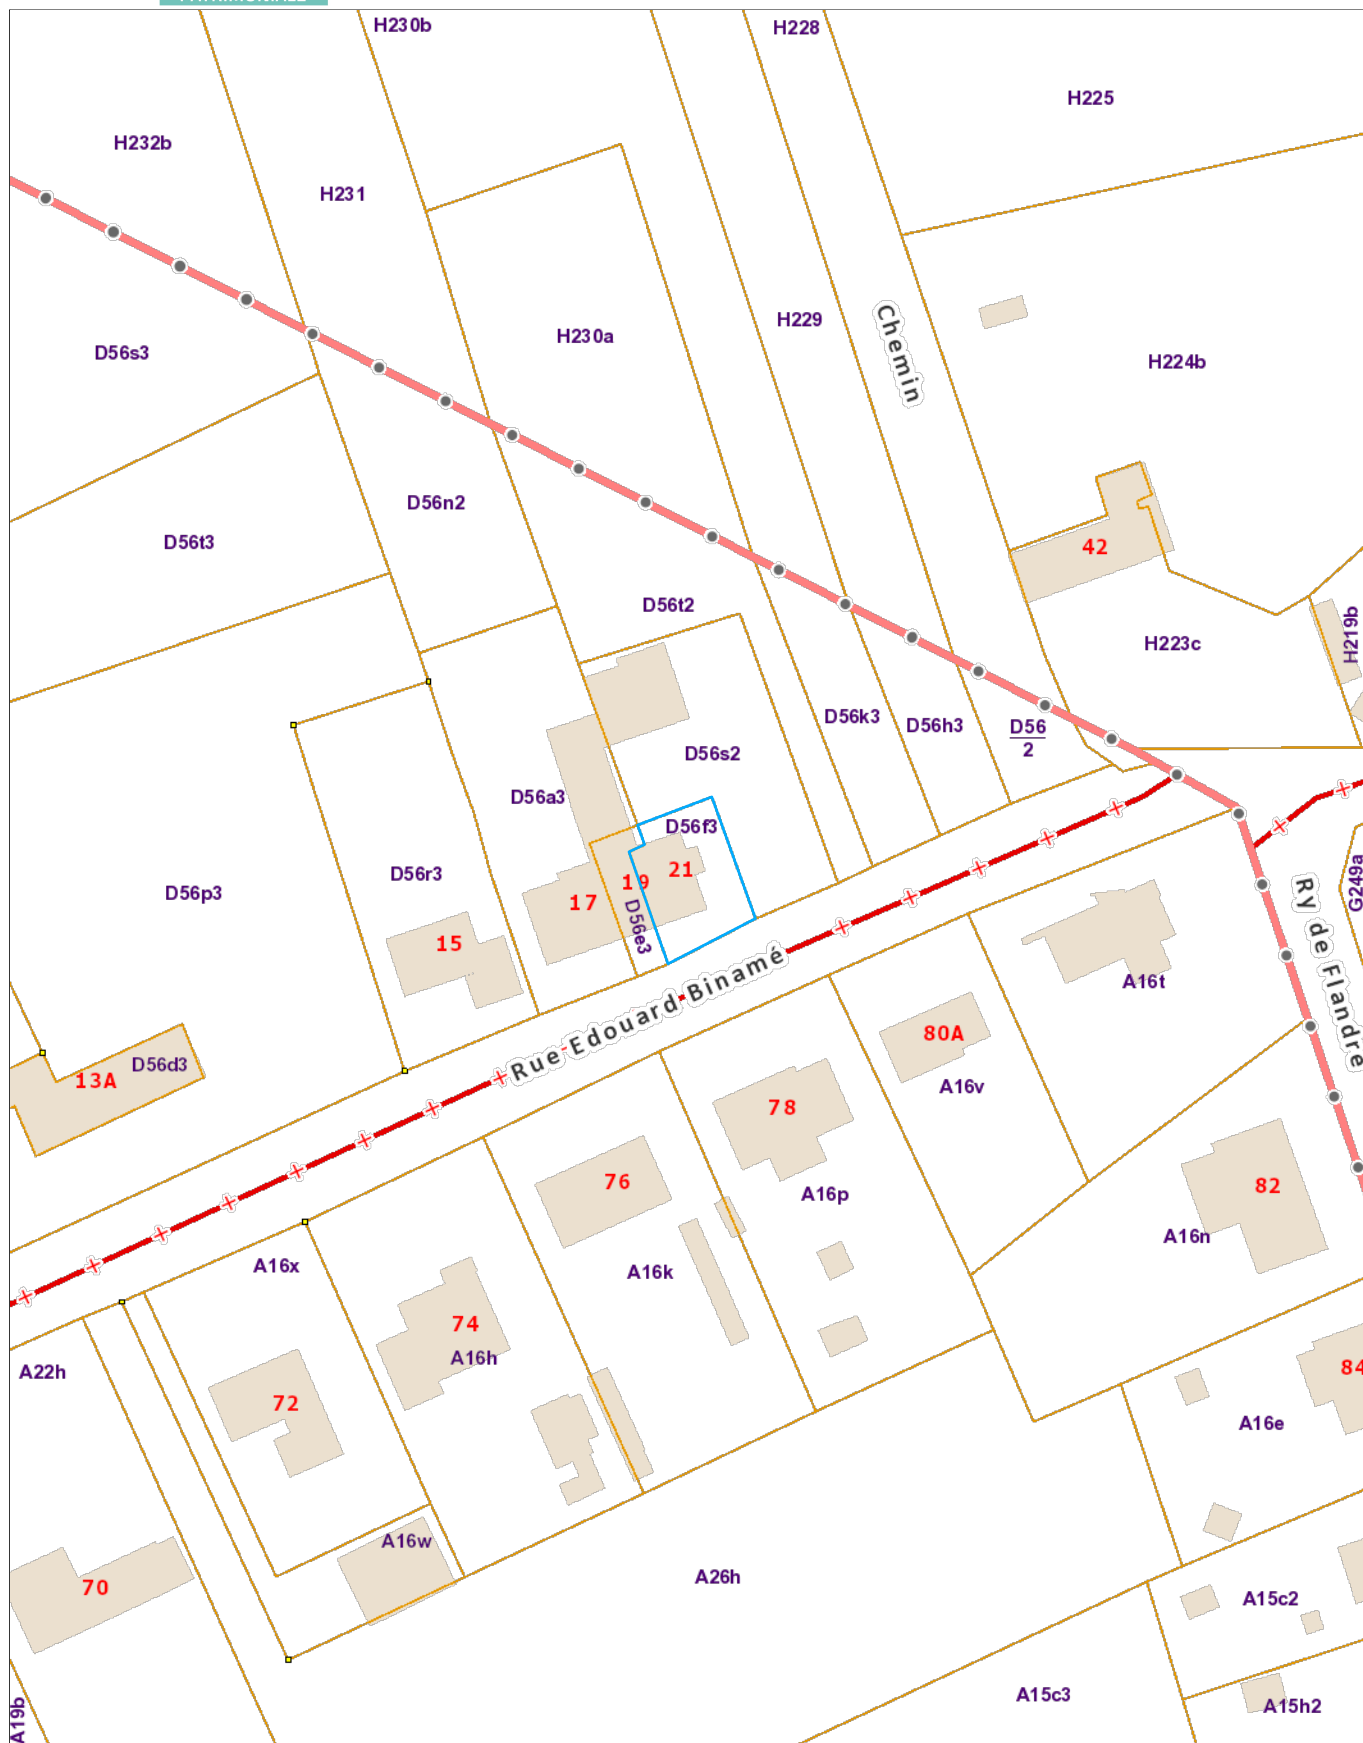 H230b
H228
H225
H232b
H231
H229
H230a
Chemin
D56s3
H224b
D56n2
D56t3
42
D56t2
H219b
H223c
D56k3
D56h3
D56
2
D56s2
D56a3
D56f3
21
19
17
D56e3
D56r3
D56p3
15
G249a
Ry de Flandre
A16t
Rue Edouard Binamé
80A
A16v
D56d3
13A
78
76
A16p
82
A16n
A16x
A16k
74
A16h
A22h
72
84
A16e
A16w
A26h
70
A15c2
A15c3
A15h2
A19b